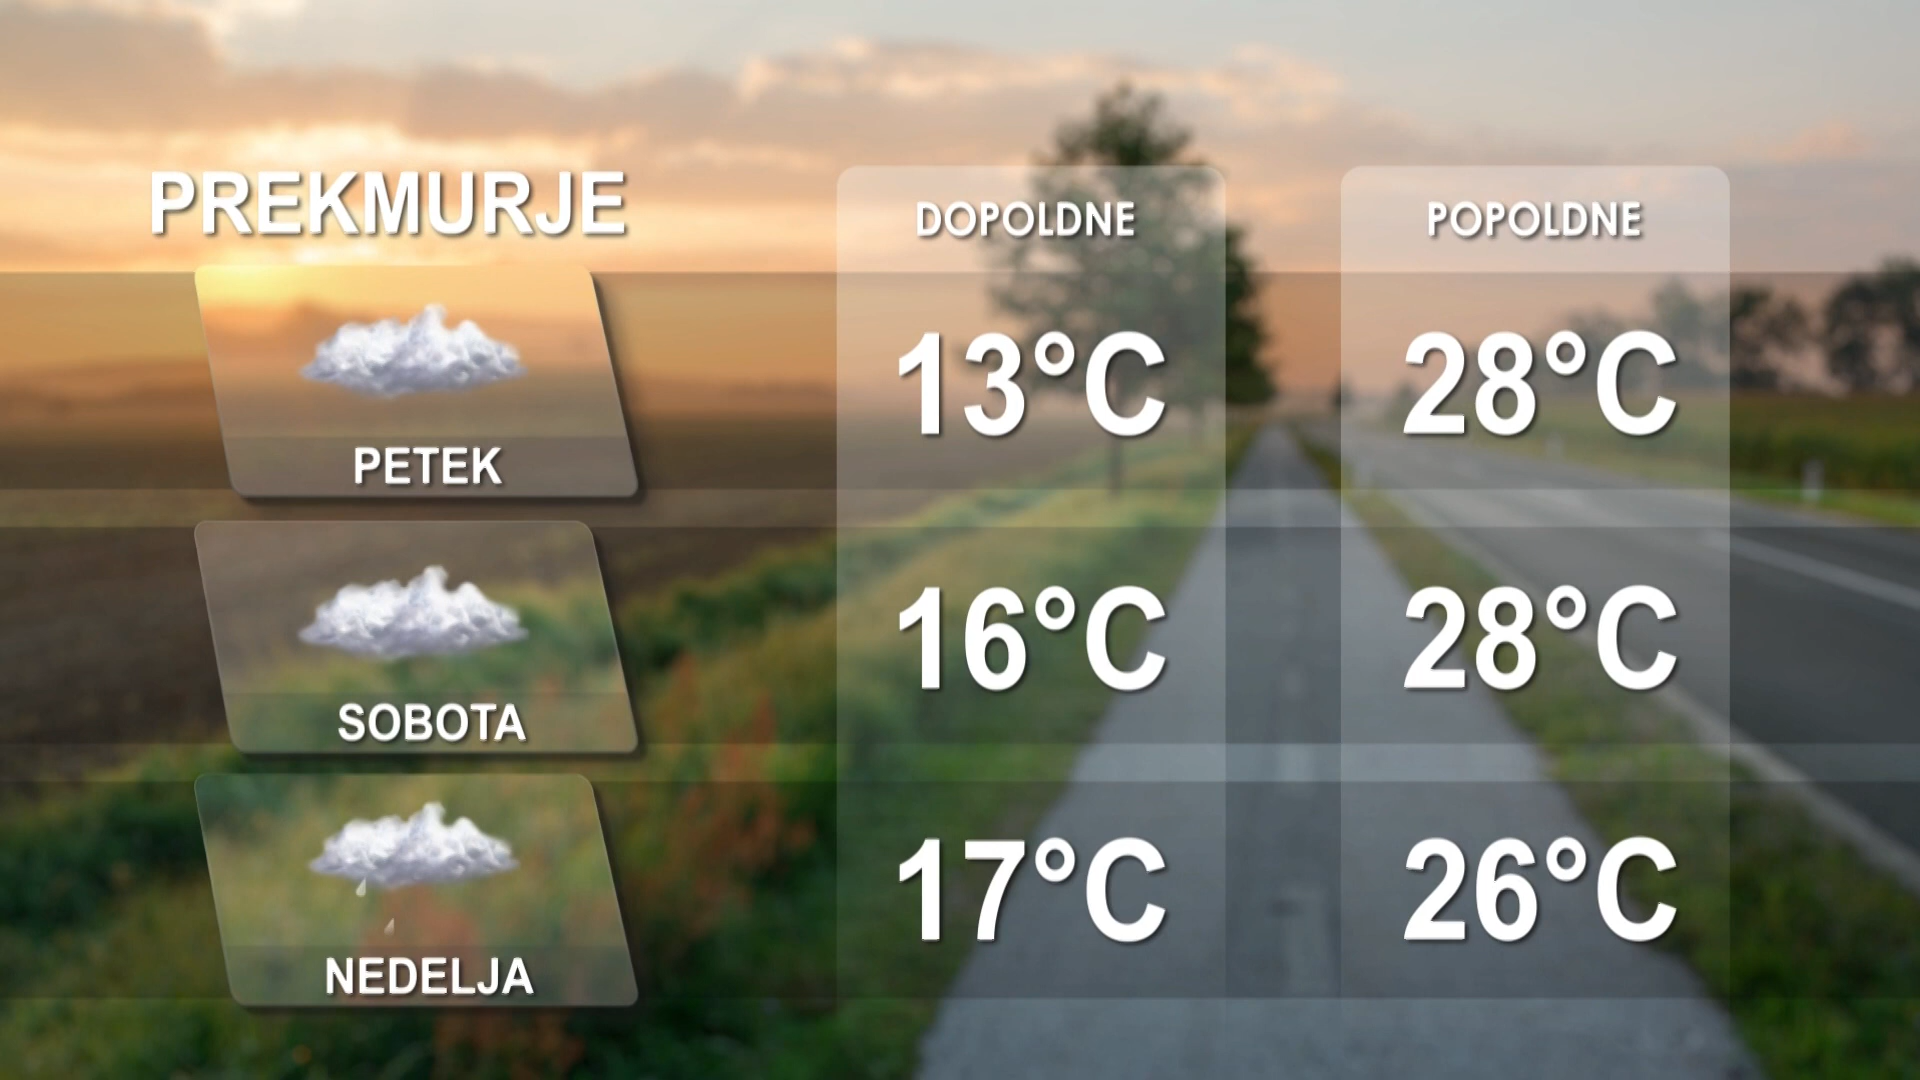 PREKMURJE
DOPOLDNE POPOLDNE
13°C 28°C
PETEK
16°C 28°C
SOBOTA
17°C 26°C
NEDELJA